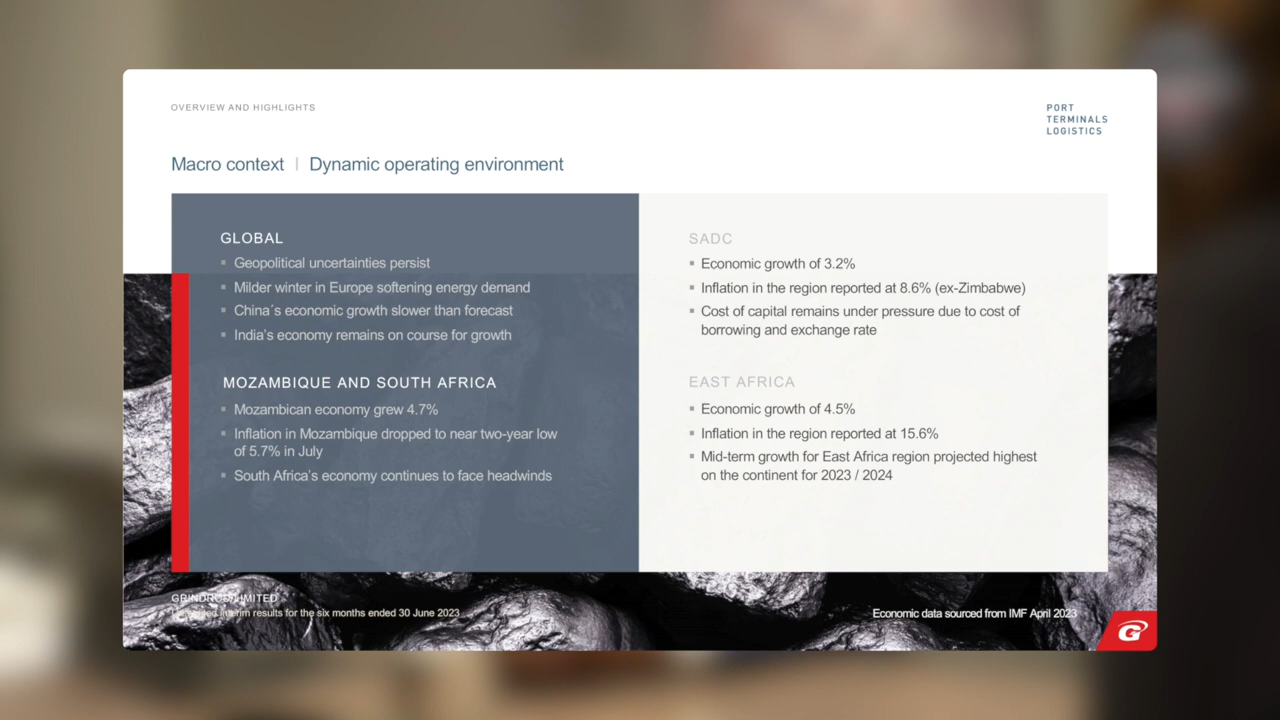 OVERVIEW AND HIGHLIGHTS
PORT
TERMINALS
LOGISTICS
Macro context | Dynamic operating environment
GLOBAL
▪ Geopolitical uncertainties persist
▪ Milder winter in Europe softening energy demand
▪ China´s economic growth slower than forecast
▪ India's economy remains on course for growth
MOZAMBIQUE AND SOUTH AFRICA
▪ Mozambican economy grew 4.7%
▪ Inflation in Mozambique dropped to near two-year low
of 5.7% in July
▪ South Africa's economy continues to face headwinds
SADC
▪ Economic growth of 3.2%
▪ Inflation in the region reported at 8.6% (ex-Zimbabwe)
▪ Cost of capital remains under pressure due to cost of
borrowing and exchange rate
EAST AFRICA
▪ Economic growth of 4.5%
▪ Inflation in the region reported at 15.6%
▪ Mid-term growth for East Africa region projected highest
on the continent for 2023 / 2024
GRINDROD LIMITED
interim results for the six months ended 30 June 2023
Economic data sourced from IMF April 2023
G